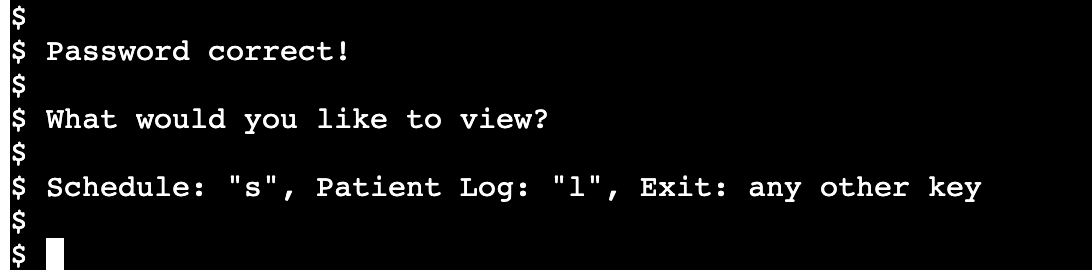 $
$ Password correct!
$
$ What would you like to view?
$
$ Schedule: "s", Patient Log: "l", Exit: any other key
$
$